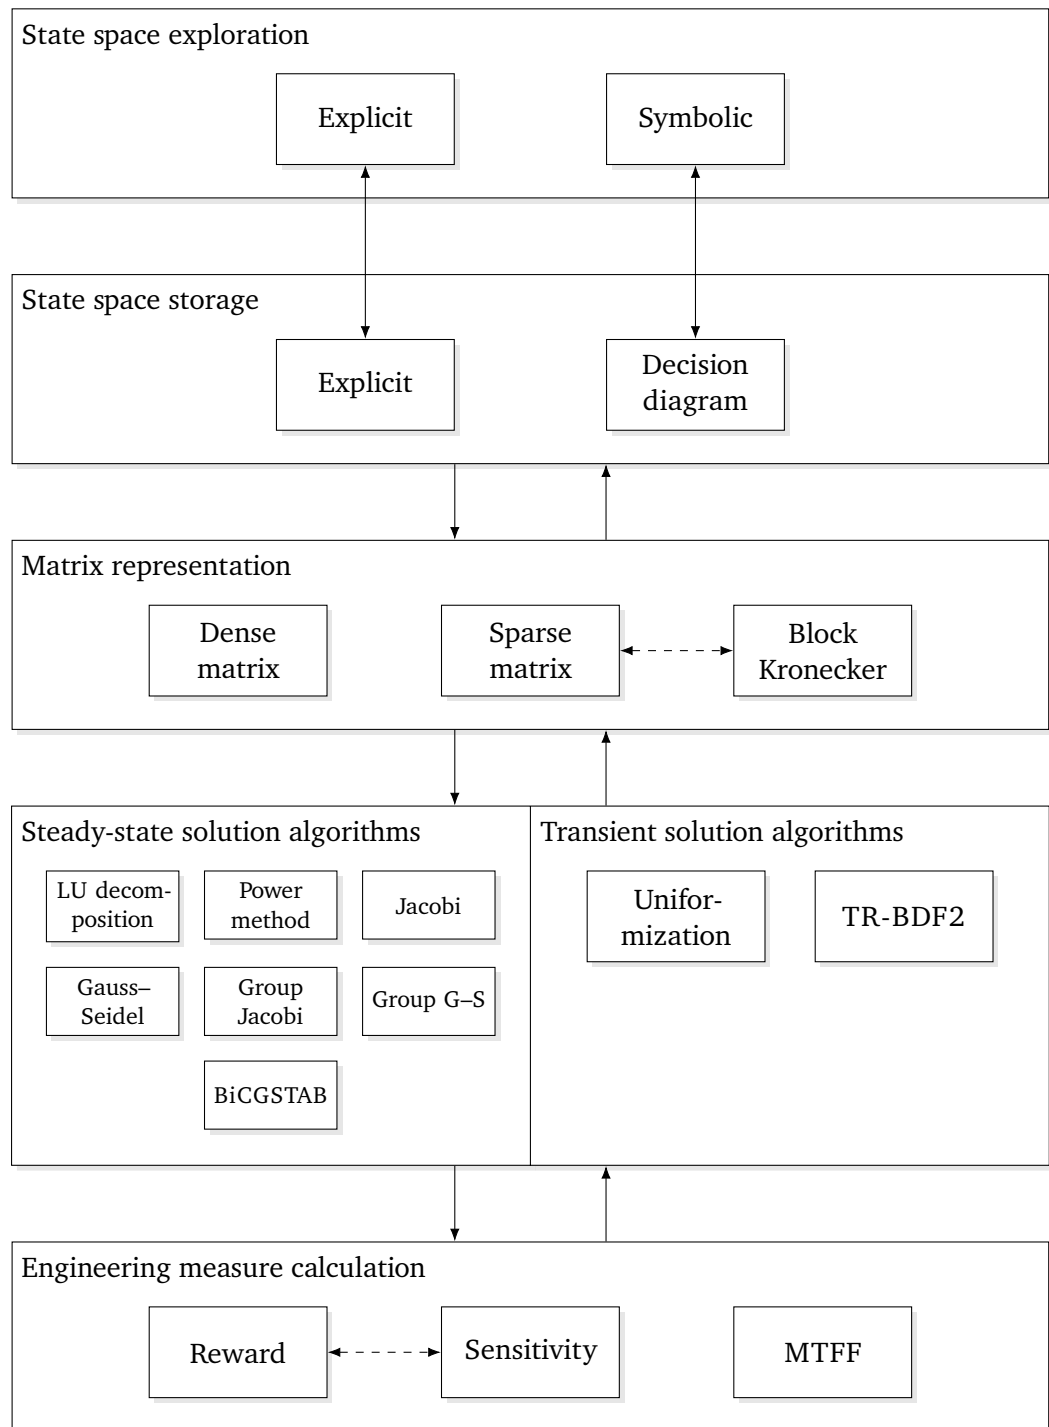 State space exploration
Explicit
Symbolic
State space storage
Explicit
Decision
diagram
Matrix representation
Dense
matrix
Sparse
matrix
Block
Kronecker
Steady-state solution algorithms
LU decom-
position
Power
method
Jacobi
Gauss–
Seidel
Group
Jacobi
Group G–S
BiCGSTAB
Transient solution algorithms
Unifor-
mization
TR-BDF2
Engineering measure calculation
Reward
Sensitivity
MTFF